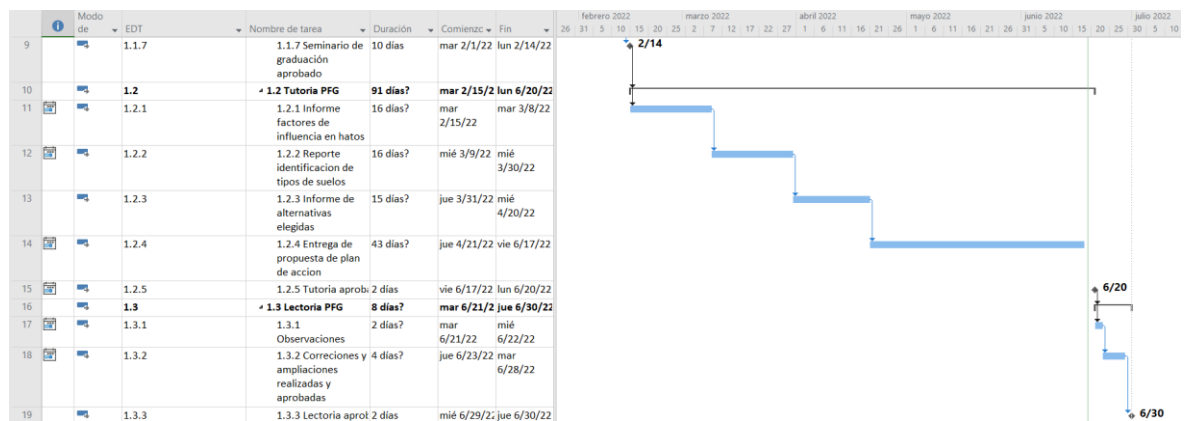 Modo de
EDT
Nombre de tarea
Duración
Comienzc
Fin
febrero 2022 marzo 2022 abril 2022 mayo 2022 junio 2022 julio 2022
26 31 5 10 15 20 25 2 7 12 17 22 27 1 6 11 16 21 26 1 6 11 16 21 26 31 5 10 15 20 25 30 5 10
9 1.1.7 1.1.7 Seminario de 10 días mar 2/1/22 lun 2/14/22
graduación
aprobado
2/14
10 1.2 1.2 Tutoria PFG 91 días? mar 2/15/2 lun 6/20/22
11 1.2.1 1.2.1 Informe 16 días? mar mar 3/8/22
factores de 2/15/22
influencia en hatos
12 1.2.2 1.2.2 Reporte 16 días? mié 3/9/22 mié
identificacion de 3/30/22
tipos de suelos
13 1.2.3 1.2.3 Informe de 15 días? jue 3/31/22 mié
alternativas 4/20/22
elegidas
14 1.2.4 1.2.4 Entrega de 43 días? jue 4/21/22 vie 6/17/22
propuesta de plan
de accion
15 1.2.5 1.2.5 Tutoria aproba 2 días vie 6/17/22 lun 6/20/22
6/20
16 1.3 1.3 Lectoria PFG 8 días? mar 6/21/2 jue 6/30/22
17 1.3.1 1.3.1 2 días? mar mié
Observaciones 6/21/22 6/22/22
18 1.3.2 1.3.2 Correciones y 4 días? jue 6/23/22 mar
ampliaciones 6/28/22
realizadas y
aprobadas
19 1.3.3 1.3.3 Lectoria aprob 2 días mié 6/29/22 jue 6/30/22
6/30